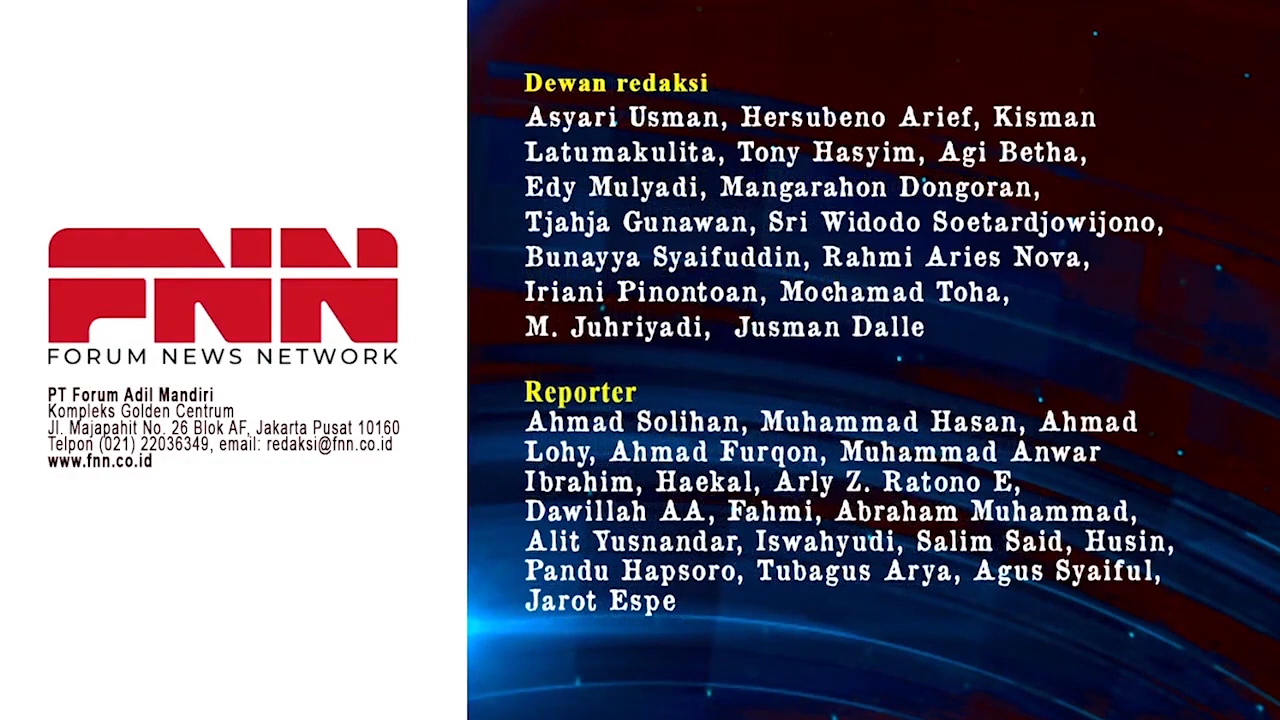 FNN
FORUM NEWS NETWORK
PT Forum Adil Mandiri
Kompleks Golden Centrum
Jl. Majapahit No. 26 Blok AF, Jakarta Pusat 10160
Telpon (021) 22036349, email: redaksi@fnn.co.id
www.fnn.co.id
Dewan redaksi
Asyari Usman, Hersubeno Arief, Kisman
Latumakulita, Tony Hasyim, Agi Betha,
Edy Mulyadi, Mangarahon Dongoran,
Tjahja Gunawan, Sri Widodo Soetardjowijono,
Bunayya Syaifuddin, Rahmi Aries Nova,
Iriani Pinontoan, Mochamad Toha,
M. Juhriyadi, Jusman Dalle
Reporter
Ahmad Solihan, Muhammad Hasan, Ahmad
Lohy, Ahmad Furqon, Muhammad Anwar
Ibrahim, Haekal, Arly Z. Ratono E,
Dawillah AA, Fahmi, Abraham Muhammad,
Alit Yusnandar, Iswahyudi, Salim Said, Husin,
Pandu Hapsoro, Tubagus Arya, Agus Syaiful,
Jarot Espe